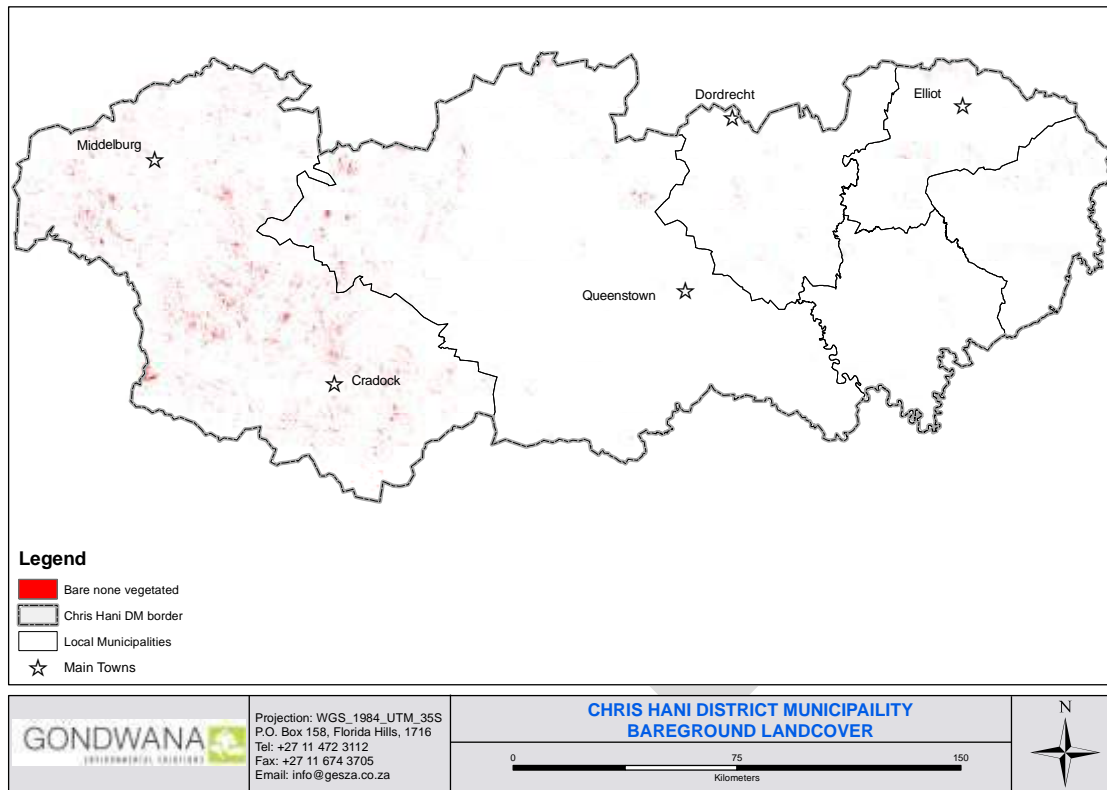 Dordrecht
Elliot
Middelburg
Queenstown
Cradock
Legend
Bare none vegetated
Chris Hani DM border
Local Municipalities
Main Towns
GONDWANA
ENVIRONMENTAL SOLUTIONS
Projection: WGS_1984_UTM_35S
P.O. Box 158, Florida Hills, 1716
Tel: +27 11 472 3112
Fax: +27 11 674 3705
Email: info@gesza.co.za
CHRIS HANI DISTRICT MUNICIPAILITY
BAREGROUND LANDCOVER
0 75 150
Kilometers
N